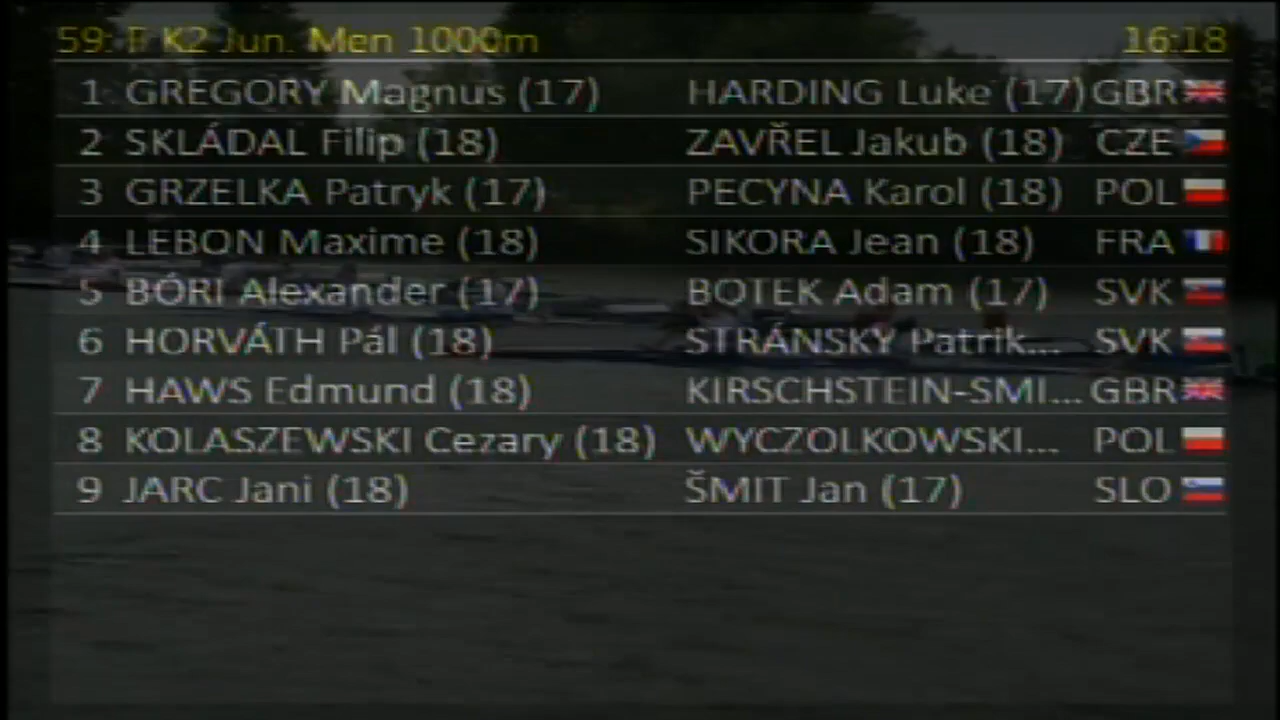 59: F K2 Jun. Men 1000m 16:18
1 GREGORY Magnus (17) HARDING Luke (17) GBR
2 SKLÁDAL Filip (18) ZAVŘEL Jakub (18) CZE
3 GRZELKA Patryk (17) PECYNA Karol (18) POL
4 LEBON Maxime (18) SIKORA Jean (18) FRA
5 BÓRI Alexander (17) BOTEK Adam (17) SVK
6 HORVÁTH Pál (18) STRÁNSKY Patrik... SVK
7 HAWS Edmund (18) KIRSCHSTEIN-SMI... GBR
8 KOLASZEWSKI Cezary (18) WYCZOLKOWSKI... POL
9 JARC Jani (18) ŠMIT Jan (17) SLO